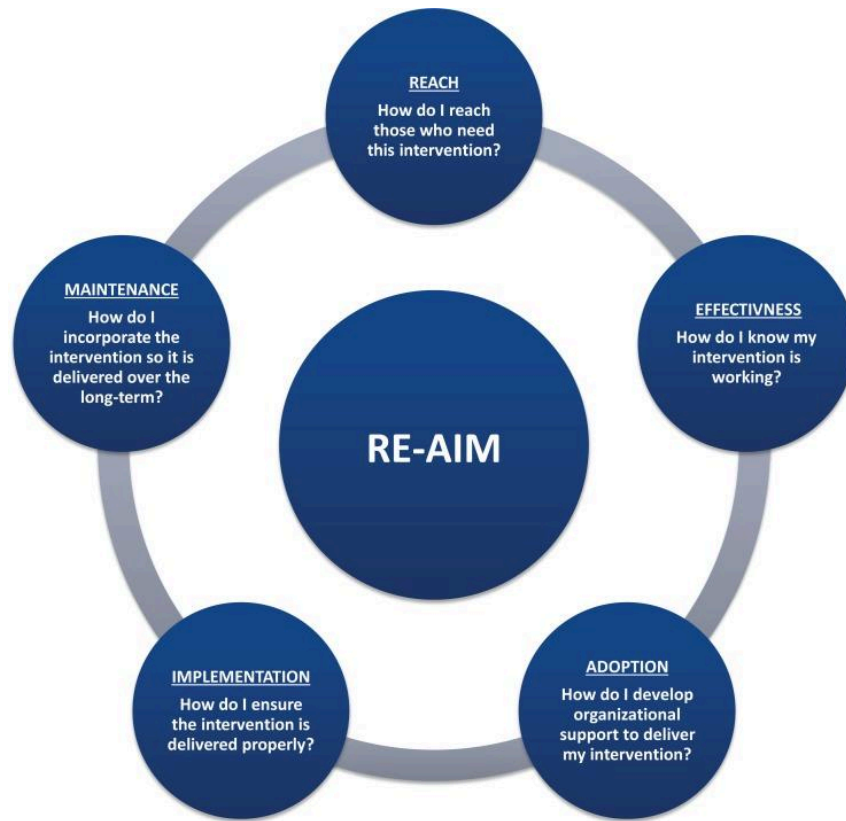 REACH
How do I reach
those who need
this intervention?
EFFECTIVNESS
How do I know my
intervention is
working?
ADOPTION
How do I develop
organizational
support to deliver
my intervention?
IMPLEMENTATION
How do I ensure
the intervention is
delivered properly?
MAINTENANCE
How do I
incorporate the
intervention so it is
delivered over the
long-term?
RE-AIM